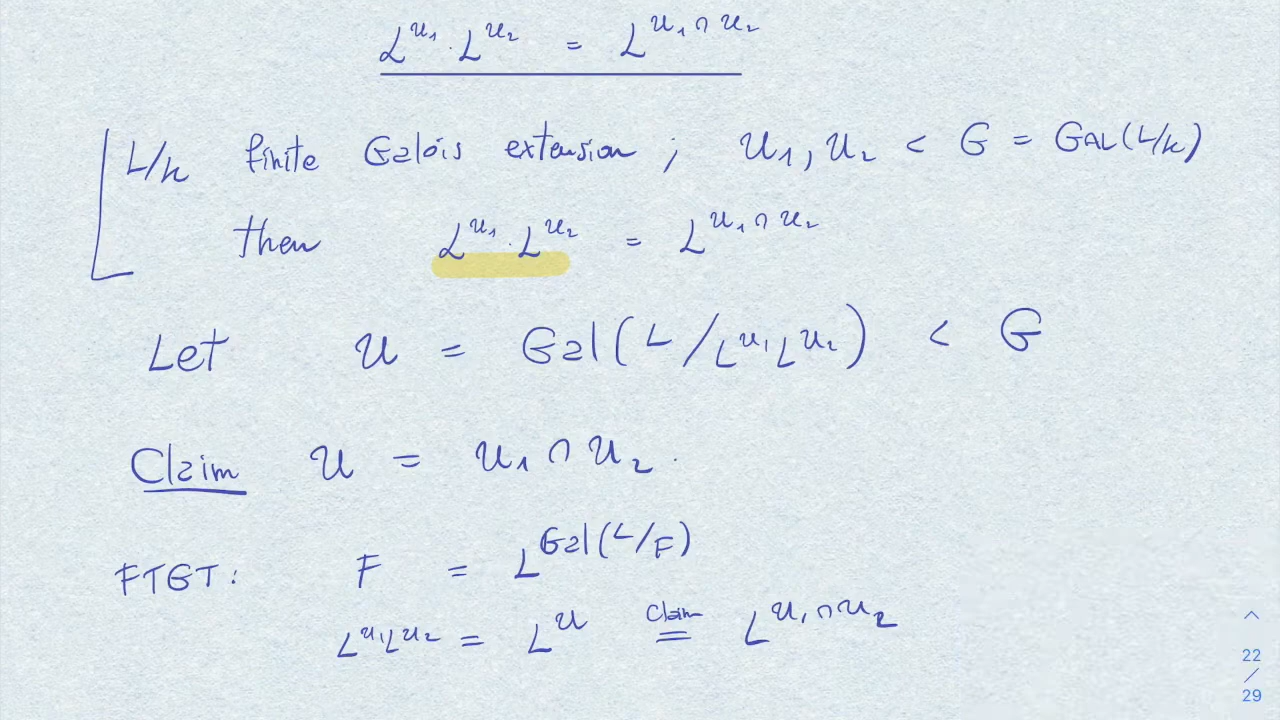 L^{U_1} · L^{U_2} = L^{U_1 ∩ U_2}
L/k finite Galois extension ; U_1, U_2 < G = GAL(L/k)
then L^{U_1} · L^{U_2} = L^{U_1 ∩ U_2}
Let U = Gal(L/L^{U_1}L^{U_2}) < G
Claim U = U_1 ∩ U_2 .
FTGT: F = L^{Gal(L/F)}
L^{U_1}L^{U_2} = L^U \overset{Claim}{=} L^{U_1 ∩ U_2}
22
/
29